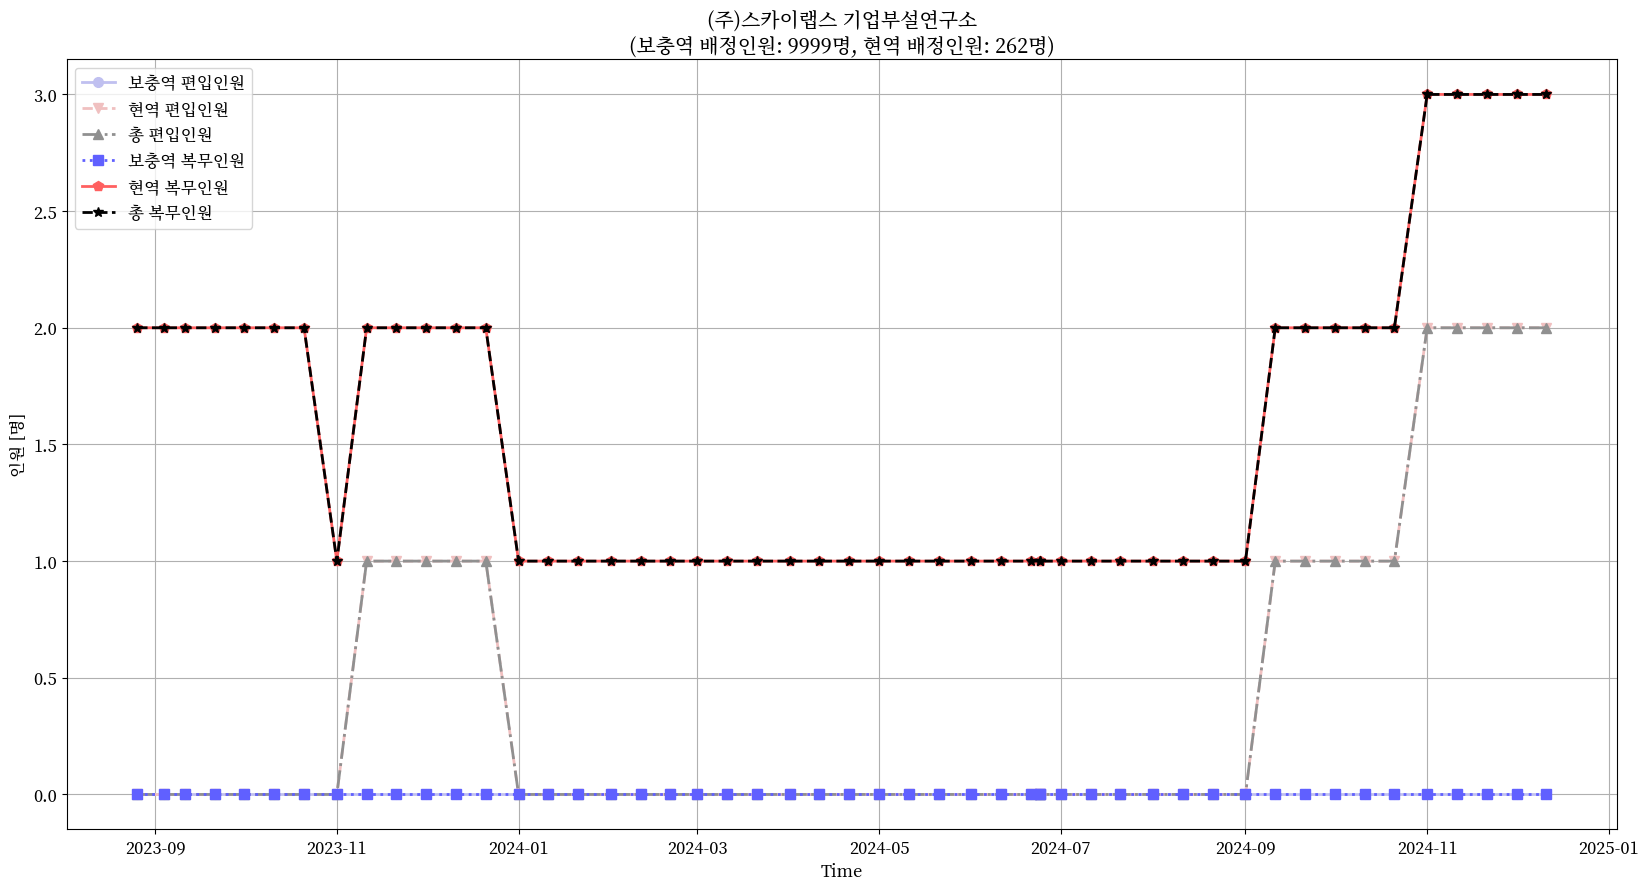 (주)스카이랩스 기업부설연구소
(보충역 배정인원: 9999명, 현역 배정인원: 262명)
보충역 편입인원
현역 편입인원
총 편입인원
보충역 복무인원
현역 복무인원
총 복무인원
3.0
2.5
2.0
1.5
1.0
0.5
0.0
인원 [명]
2023-09
2023-11
2024-01
2024-03
2024-05
2024-07
2024-09
2024-11
2025-01
Time